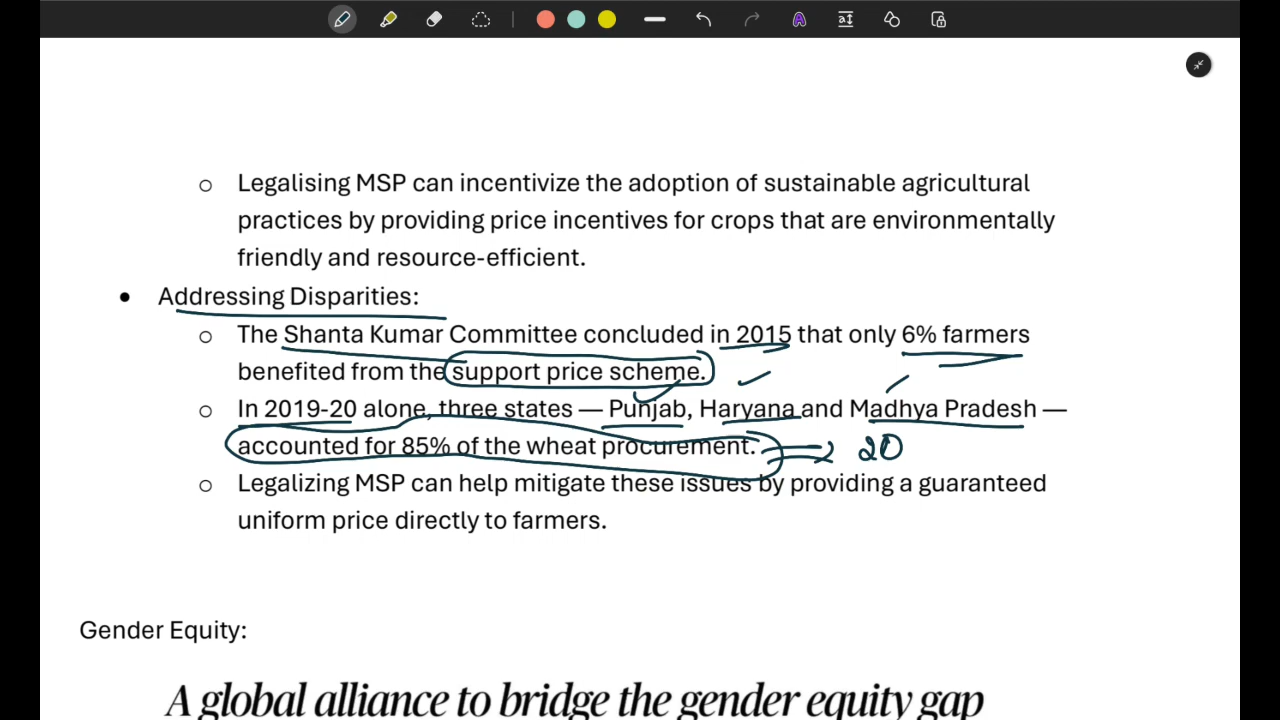 Legalising MSP can incentivize the adoption of sustainable agricultural
practices by providing price incentives for crops that are environmentally
friendly and resource-efficient.
Addressing Disparities:
The Shanta Kumar Committee concluded in 2015 that only 6% farmers
benefited from the support price scheme.
In 2019-20 alone, three states — Punjab, Haryana and Madhya Pradesh —
accounted for 85% of the wheat procurement. 20
Legalizing MSP can help mitigate these issues by providing a guaranteed
uniform price directly to farmers.
Gender Equity:
A global alliance to bridge the gender equity gap